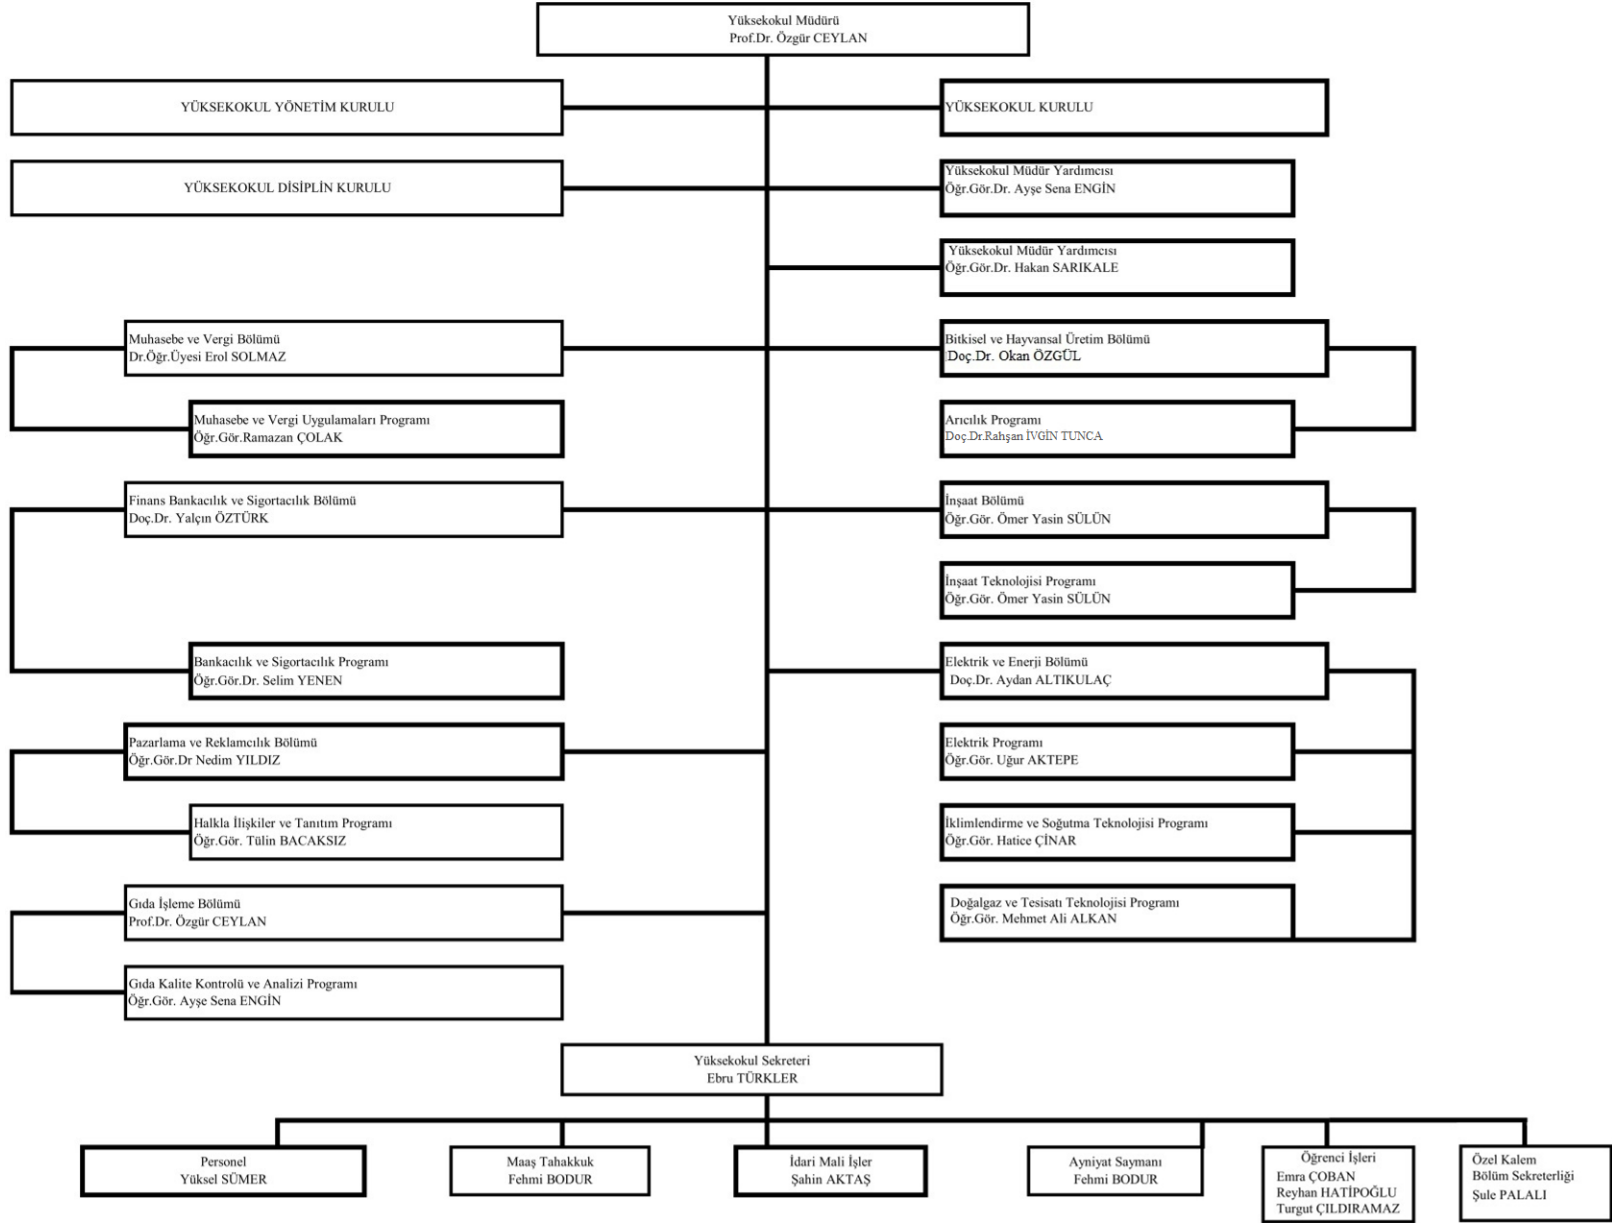 Yüksekokul Müdürü
Prof.Dr. Özgür CEYLAN
YÜKSEKOKUL YÖNETİM KURULU
YÜKSEKOKUL KURULU
YÜKSEKOKUL DİSİPLİN KURULU
Yüksekokul Müdür Yardımcısı
Öğr.Gör.Dr. Ayşe Sena ENGİN
Yüksekokul Müdür Yardımcısı
Öğr.Gör.Dr. Hakan SARIKALE
Muhasebe ve Vergi Bölümü
Dr.Öğr.Üyesi Erol SOLMAZ
Bitkisel ve Hayvansal Üretim Bölümü
Doç.Dr. Okan ÖZGÜL
Muhasebe ve Vergi Uygulamaları Programı
Öğr.Gör.Ramazan ÇOLAK
Arıcılık Programı
Doç.Dr.Rahşan İVGİN TUNCA
Finans Bankacılık ve Sigortacılık Bölümü
Doç.Dr. Yalçın ÖZTÜRK
İnşaat Bölümü
Öğr.Gör. Ömer Yasin SÜLÜN
İnşaat Teknolojisi Programı
Öğr.Gör. Ömer Yasin SÜLÜN
Bankacılık ve Sigortacılık Programı
Öğr.Gör.Dr. Selim YENEN
Elektrik ve Enerji Bölümü
Doç.Dr. Aydan ALTIKULAÇ
Pazarlama ve Reklamcılık Bölümü
Öğr.Gör.Dr Nedim YILDIZ
Elektrik Programı
Öğr.Gör. Uğur AKTEPE
Halkla İlişkiler ve Tanıtım Programı
Öğr.Gör. Tülin BACAKSIZ
İklimlendirme ve Soğutma Teknolojisi Programı
Öğr.Gör. Hatice ÇİNAR
Gıda İşleme Bölümü
Prof.Dr. Özgür CEYLAN
Doğalgaz ve Tesisatı Teknolojisi Programı
Öğr.Gör. Mehmet Ali ALKAN
Gıda Kalite Kontrolü ve Analizi Programı
Öğr.Gör. Ayşe Sena ENGİN
Yüksekokul Sekreteri
Ebru TÜRKLER
Personel
Yüksel SÜMER
Maaş Tahakkuk
Fehmi BODUR
İdari Mali İşler
Şahin AKTAŞ
Ayniyat Saymanı
Fehmi BODUR
Öğrenci İşleri
Emra ÇOBAN
Reyhan HATİPOĞLU
Turgut ÇILDIRAMAZ
Özel Kalem
Bölüm Sekreterliği
Şule PALALI